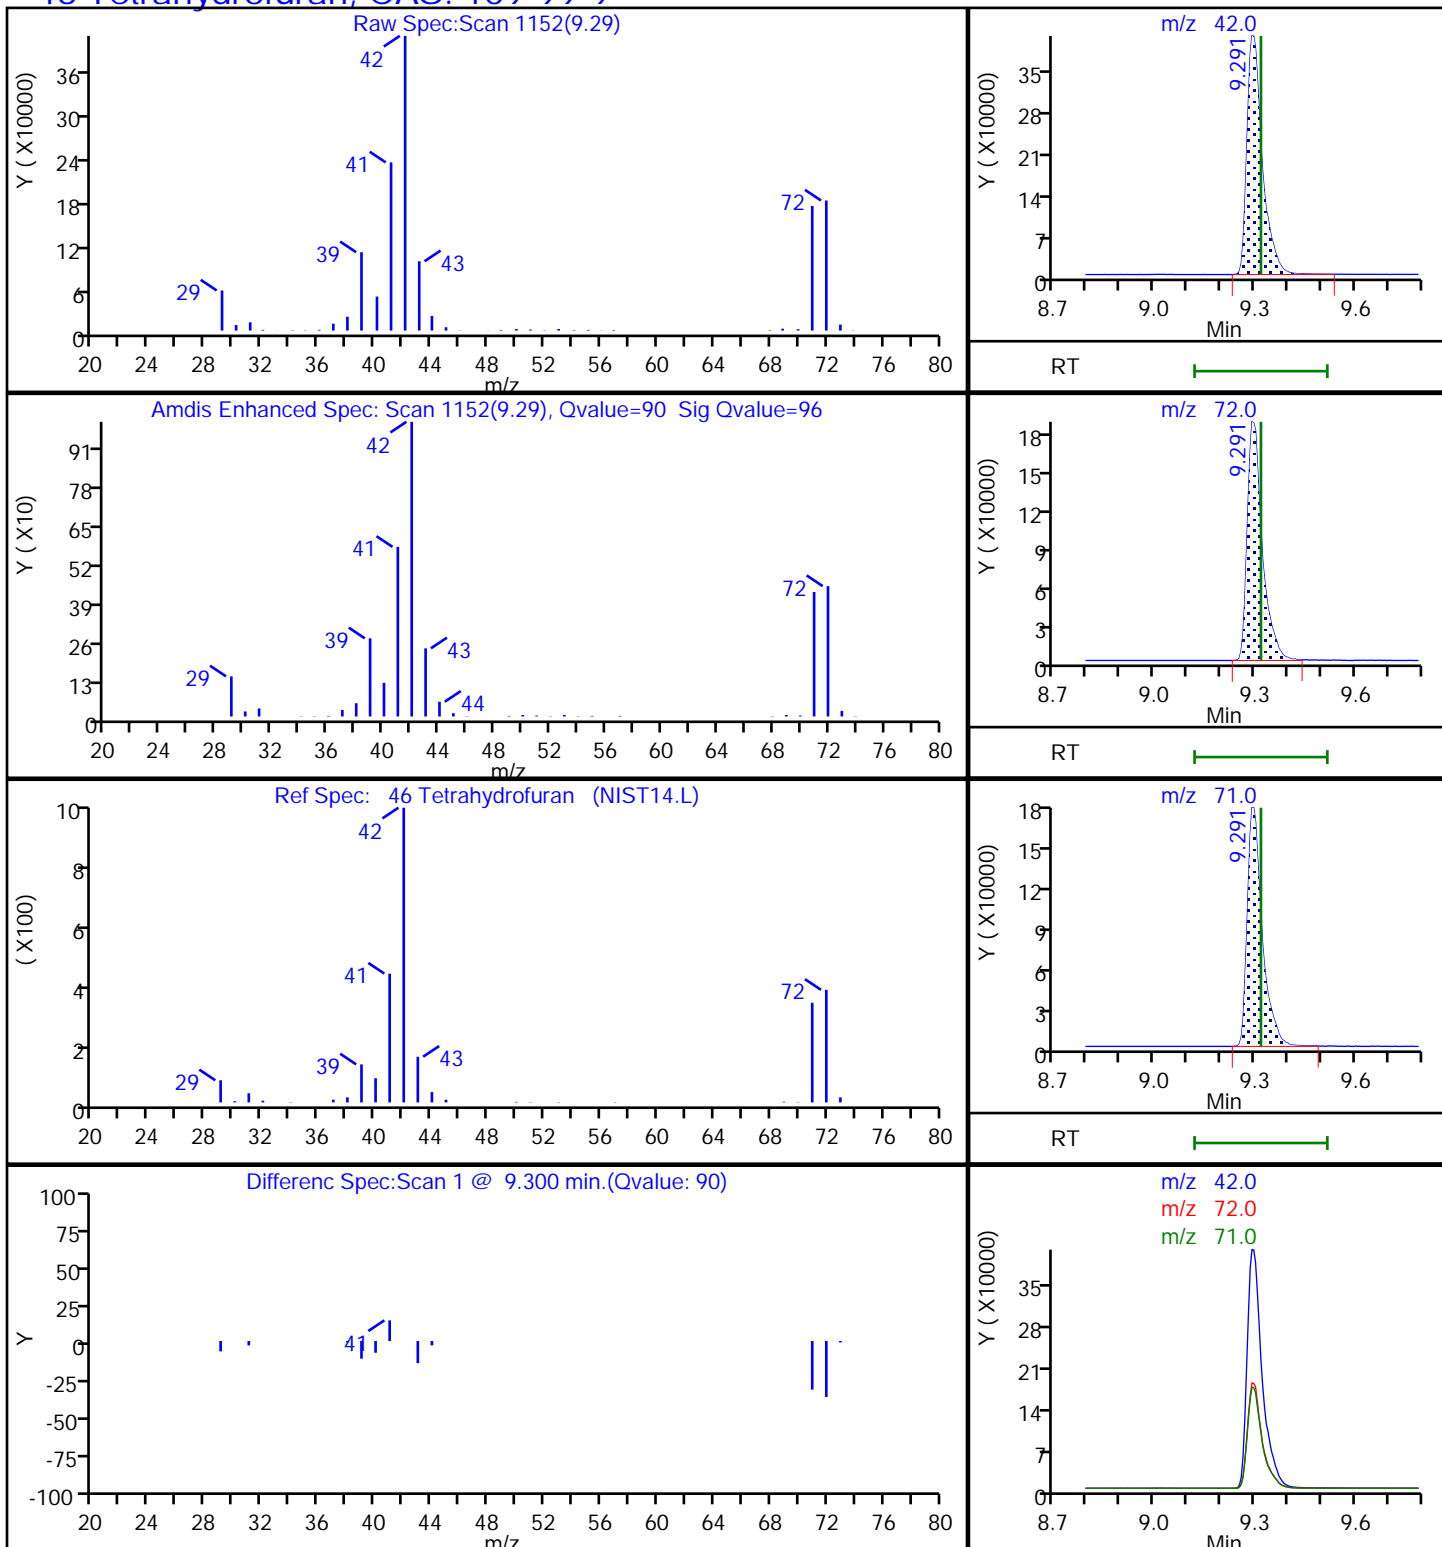 Raw Spec:Scan 1152(9.29)
Y ( X10000)
36
30
24
18
12
6
0
42
41
39
43
29
72
20 24 28 32 36 40 44 48 52 56 60 64 68 72 76 80
m/z
m/z 42.0
Y ( X10000)
35
28
21
14
7
0
9.291
8.7 9.0 9.3 9.6
Min
RT
Amdis Enhanced Spec: Scan 1152(9.29), Qvalue=90 Sig Qvalue=96
Y ( X10)
91
78
65
52
39
26
13
0
42
41
39
43
29
44
72
20 24 28 32 36 40 44 48 52 56 60 64 68 72 76 80
m/z
m/z 72.0
Y ( X10000)
18
15
12
9
6
3
0
9.291
8.7 9.0 9.3 9.6
Min
RT
Ref Spec: 46 Tetrahydrofuran (NIST14.L)
( X100)
10
8
6
4
2
0
42
41
39
43
29
72
20 24 28 32 36 40 44 48 52 56 60 64 68 72 76 80
m/z 71.0
Y ( X10000)
18
15
12
9
6
3
0
9.291
8.7 9.0 9.3 9.6
Min
RT
Differenc Spec:Scan 1 @ 9.300 min.(Qvalue: 90)
Y
100
75
50
25
0
-25
-50
-75
-100
41
20 24 28 32 36 40 44 48 52 56 60 64 68 72 76 80
m/z
m/z 42.0
m/z 72.0
m/z 71.0
Y ( X10000)
35
28
21
14
7
0
8.7 9.0 9.3 9.6
Min